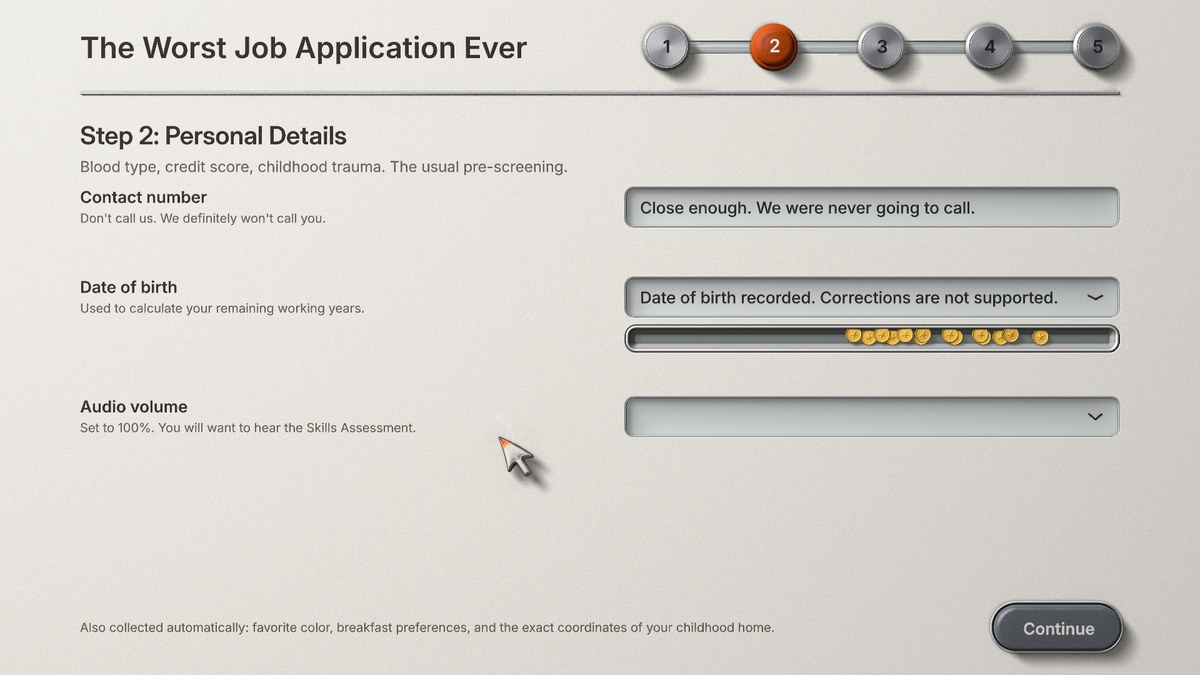 The Worst Job Application Ever
1 2 3 4 5
Step 2: Personal Details
Blood type, credit score, childhood trauma. The usual pre-screening.
Contact number
Don't call us. We definitely won't call you.
Close enough. We were never going to call.
Date of birth
Used to calculate your remaining working years.
Date of birth recorded. Corrections are not supported.
Audio volume
Set to 100%. You will want to hear the Skills Assessment.
Also collected automatically: favorite color, breakfast preferences, and the exact coordinates of your childhood home.
Continue